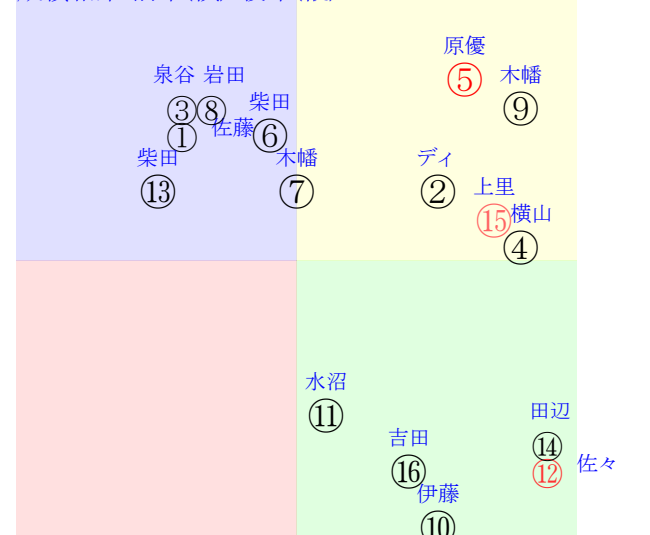 原優
泉谷 岩田
木幡
⑤
柴田
③⑧
⑨
①
佐藤
⑥
柴田
木幡
ディ
⑬
⑦
②
上里
⑮
横山
④
水沼
⑪
田辺
吉田
⑭
佐々
⑯
⑫
伊藤
⑩